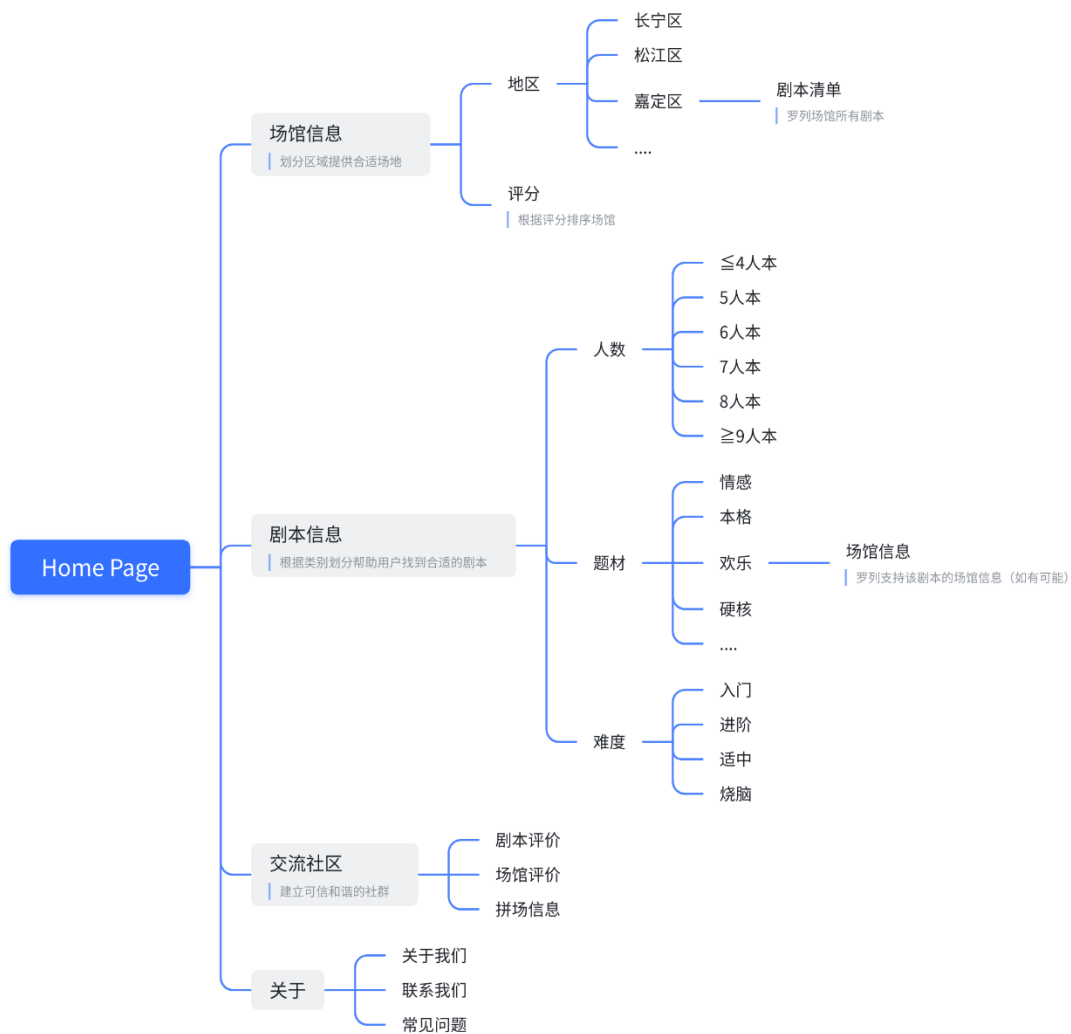 Home Page
场馆信息
划分区域提供合适场地
地区
长宁区
松江区
嘉定区
剧本清单
罗列场馆所有剧本
....
评分
根据评分排序场馆
剧本信息
根据类别划分帮助用户找到合适的剧本
人数
≦4人本
5人本
6人本
7人本
8人本
≧9人本
题材
情感
本格
欢乐
场馆信息
罗列支持该剧本的场馆信息（如有可能）
硬核
....
难度
入门
进阶
适中
烧脑
交流社区
建立可信和谐的社群
剧本评价
场馆评价
拼场信息
关于
关于我们
联系我们
常见问题